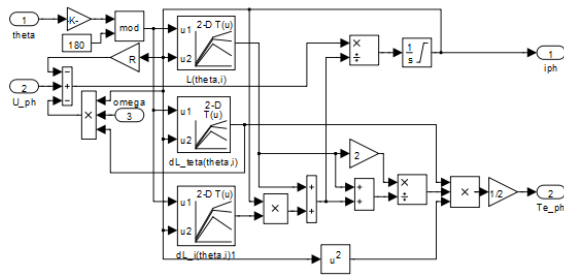 1
theta
-K-
180
mod
R
2
U_ph
−
+
−
×
omega
3
u1
u2
2-D T(u)
L(theta,i)
u1
u2
2-D
T(u)
dL_teta(theta,i)
u1
u2
2-D T(u)
dL_i(theta,i)1
×
+
+
×
÷
1
s
1
iph
2
+
+
×
÷
×
1/2
2
Te_ph
u²